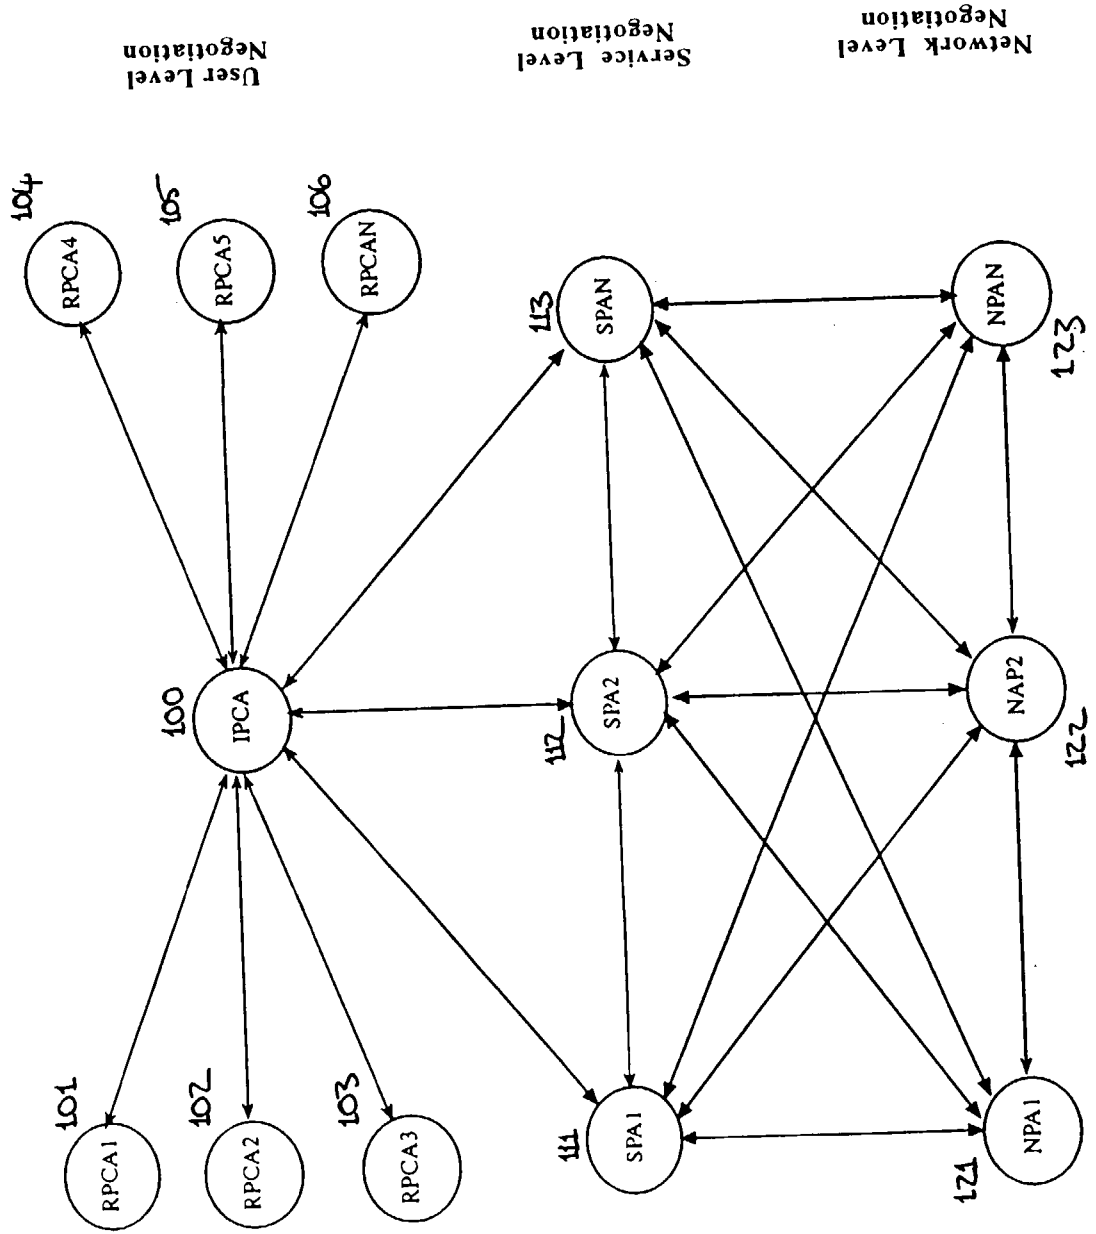 User Level
Negotiation
Service Level
Negotiation
Network Level
Negotiation
104
RPCA4
105
RPCA5
106
RPCAN
100
IPCA
101
RPCA1
102
RPCA2
103
RPCA3
113
SPAN
112
SPA2
111
SPA1
NPAN
123
NAP2
122
NPA1
121